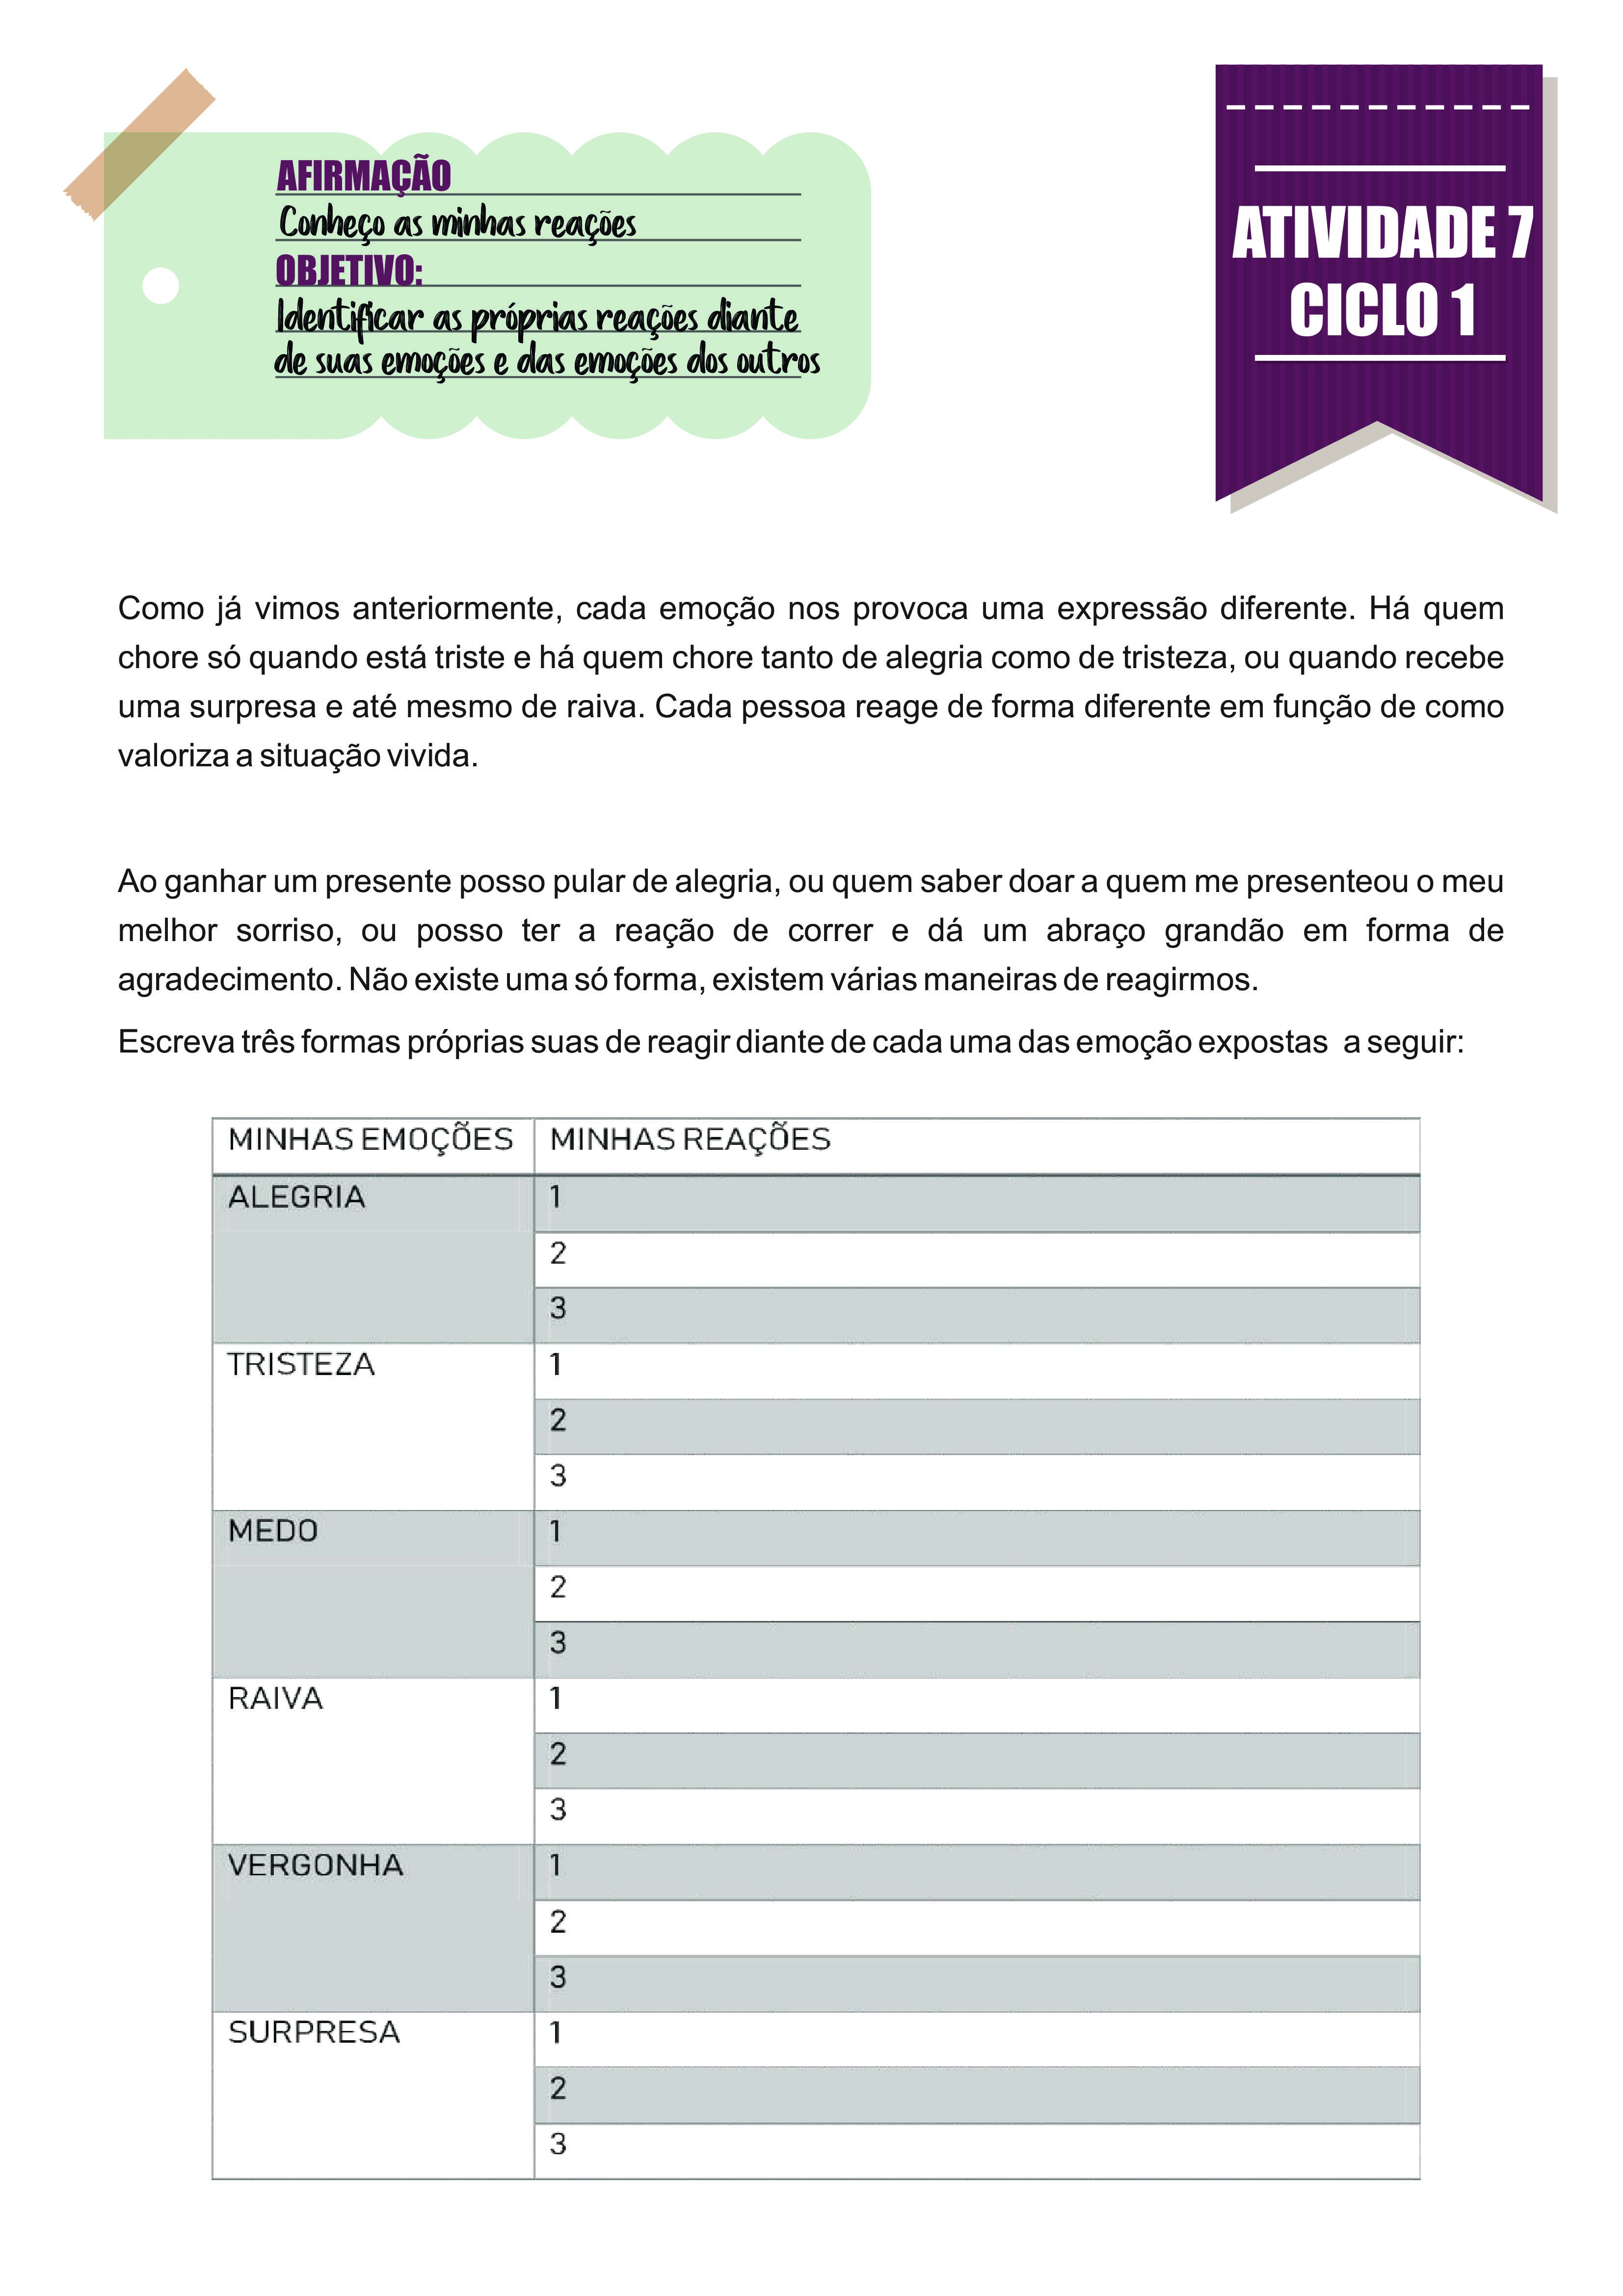 AFIRMAÇÃO
Conheço as minhas reações
OBJETIVO:
Identificar as próprias reações diante
de suas emoções e das emoções dos outros
ATIVIDADE 7
CICLO 1
Como já vimos anteriormente, cada emoção nos provoca uma expressão diferente. Há quem
chore só quando está triste e há quem chore tanto de alegria como de tristeza, ou quando recebe
uma surpresa e até mesmo de raiva. Cada pessoa reage de forma diferente em função de como
valoriza a situação vivida.
Ao ganhar um presente posso pular de alegria, ou quem saber doar a quem me presenteou o meu
melhor sorriso, ou posso ter a reação de correr e dá um abraço grandão em forma de
agradecimento. Não existe uma só forma, existem várias maneiras de reagirmos.
Escreva três formas próprias suas de reagir diante de cada uma das emoção expostas a seguir:
MINHAS EMOÇÕES MINHAS REAÇÕES
ALEGRIA 1
2
3
TRISTEZA 1
2
3
MEDO 1
2
3
RAIVA 1
2
3
VERGONHA 1
2
3
SURPRESA 1
2
3